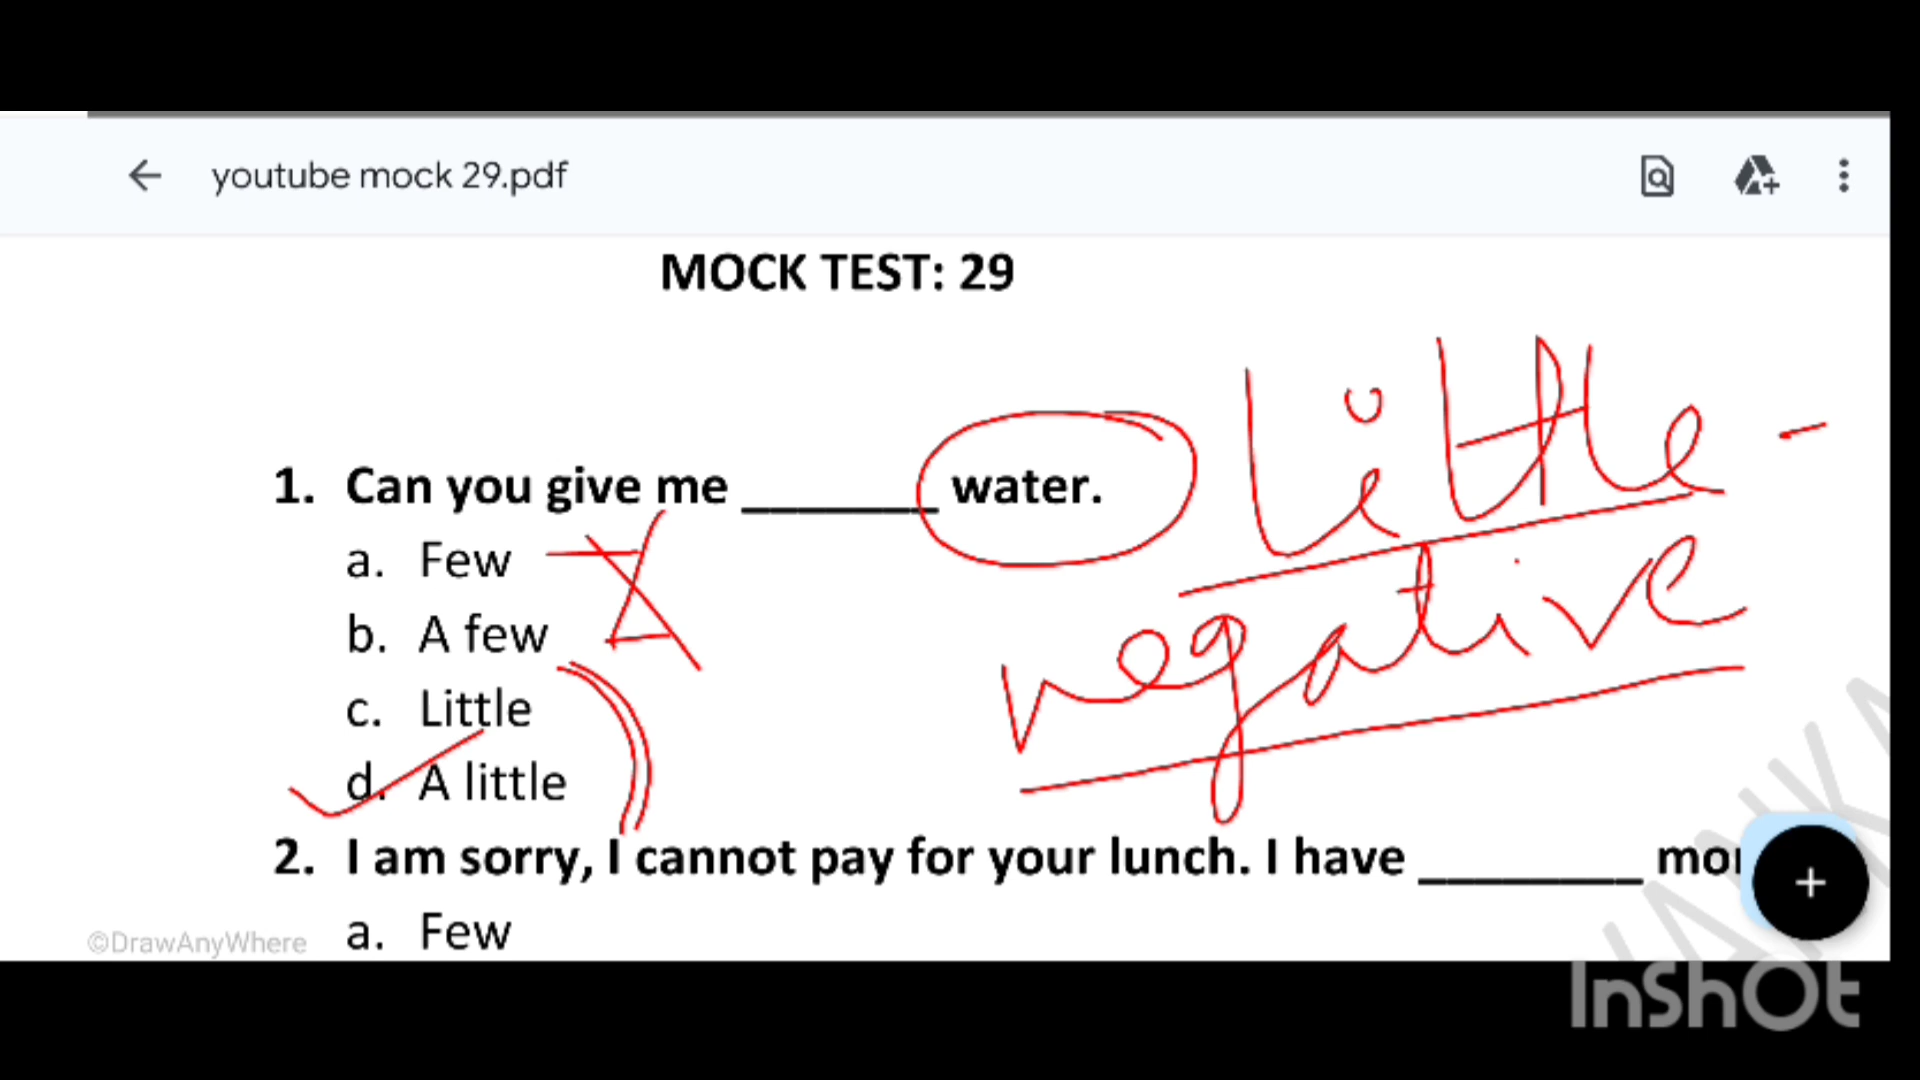 youtube mock 29.pdf
MOCK TEST: 29
1. Can you give me _______ water.
a. Few
b. A few
c. Little
d. A little
Little -
negative
2. I am sorry, I cannot pay for your lunch. I have ________
a. Few
©DrawAnyWhere
InShOt